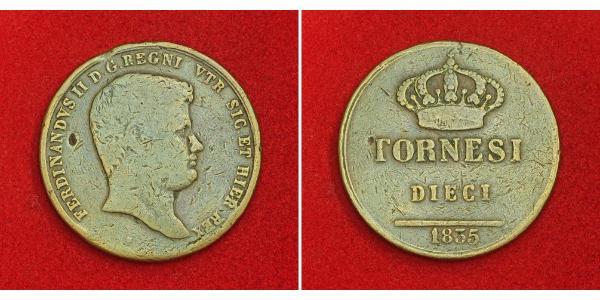 FERDINANDVS II D.G.REGNI VTR SIC.ET HIER REX
TORNESI
DIECI
1835